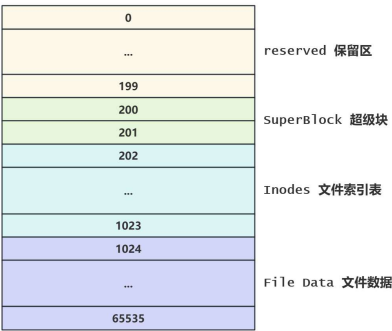 0
...
reserved 保留区
199
200
SuperBlock 超级块
201
202
...
Inodes 文件索引表
1023
1024
...
File Data 文件数据
65535